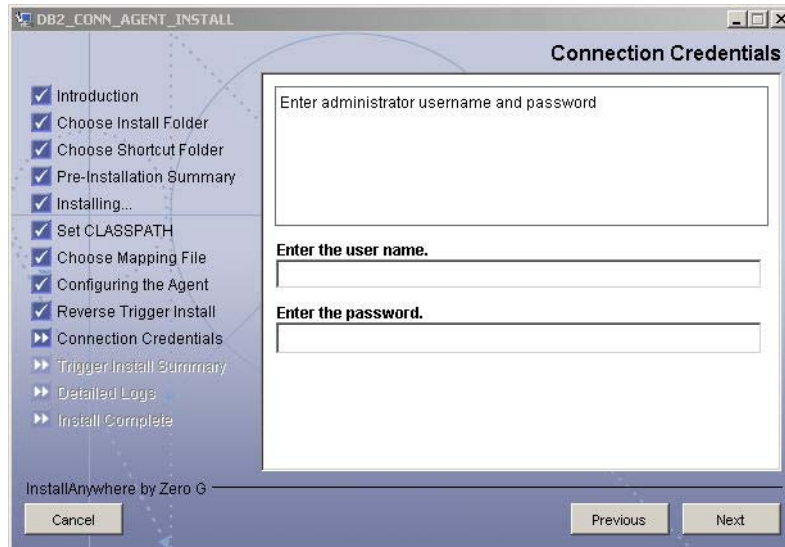 DB2_CONN_AGENT_INSTALL
Connection Credentials
Introduction
Choose Install Folder
Choose Shortcut Folder
Pre-Installation Summary
Installing...
Set CLASSPATH
Choose Mapping File
Configuring the Agent
Reverse Trigger Install
Connection Credentials
Trigger Install Summary
Detailed Logs
Install Complete
Enter administrator username and password
Enter the user name.
Enter the password.
InstallAnywhere by Zero G
Cancel
Previous
Next